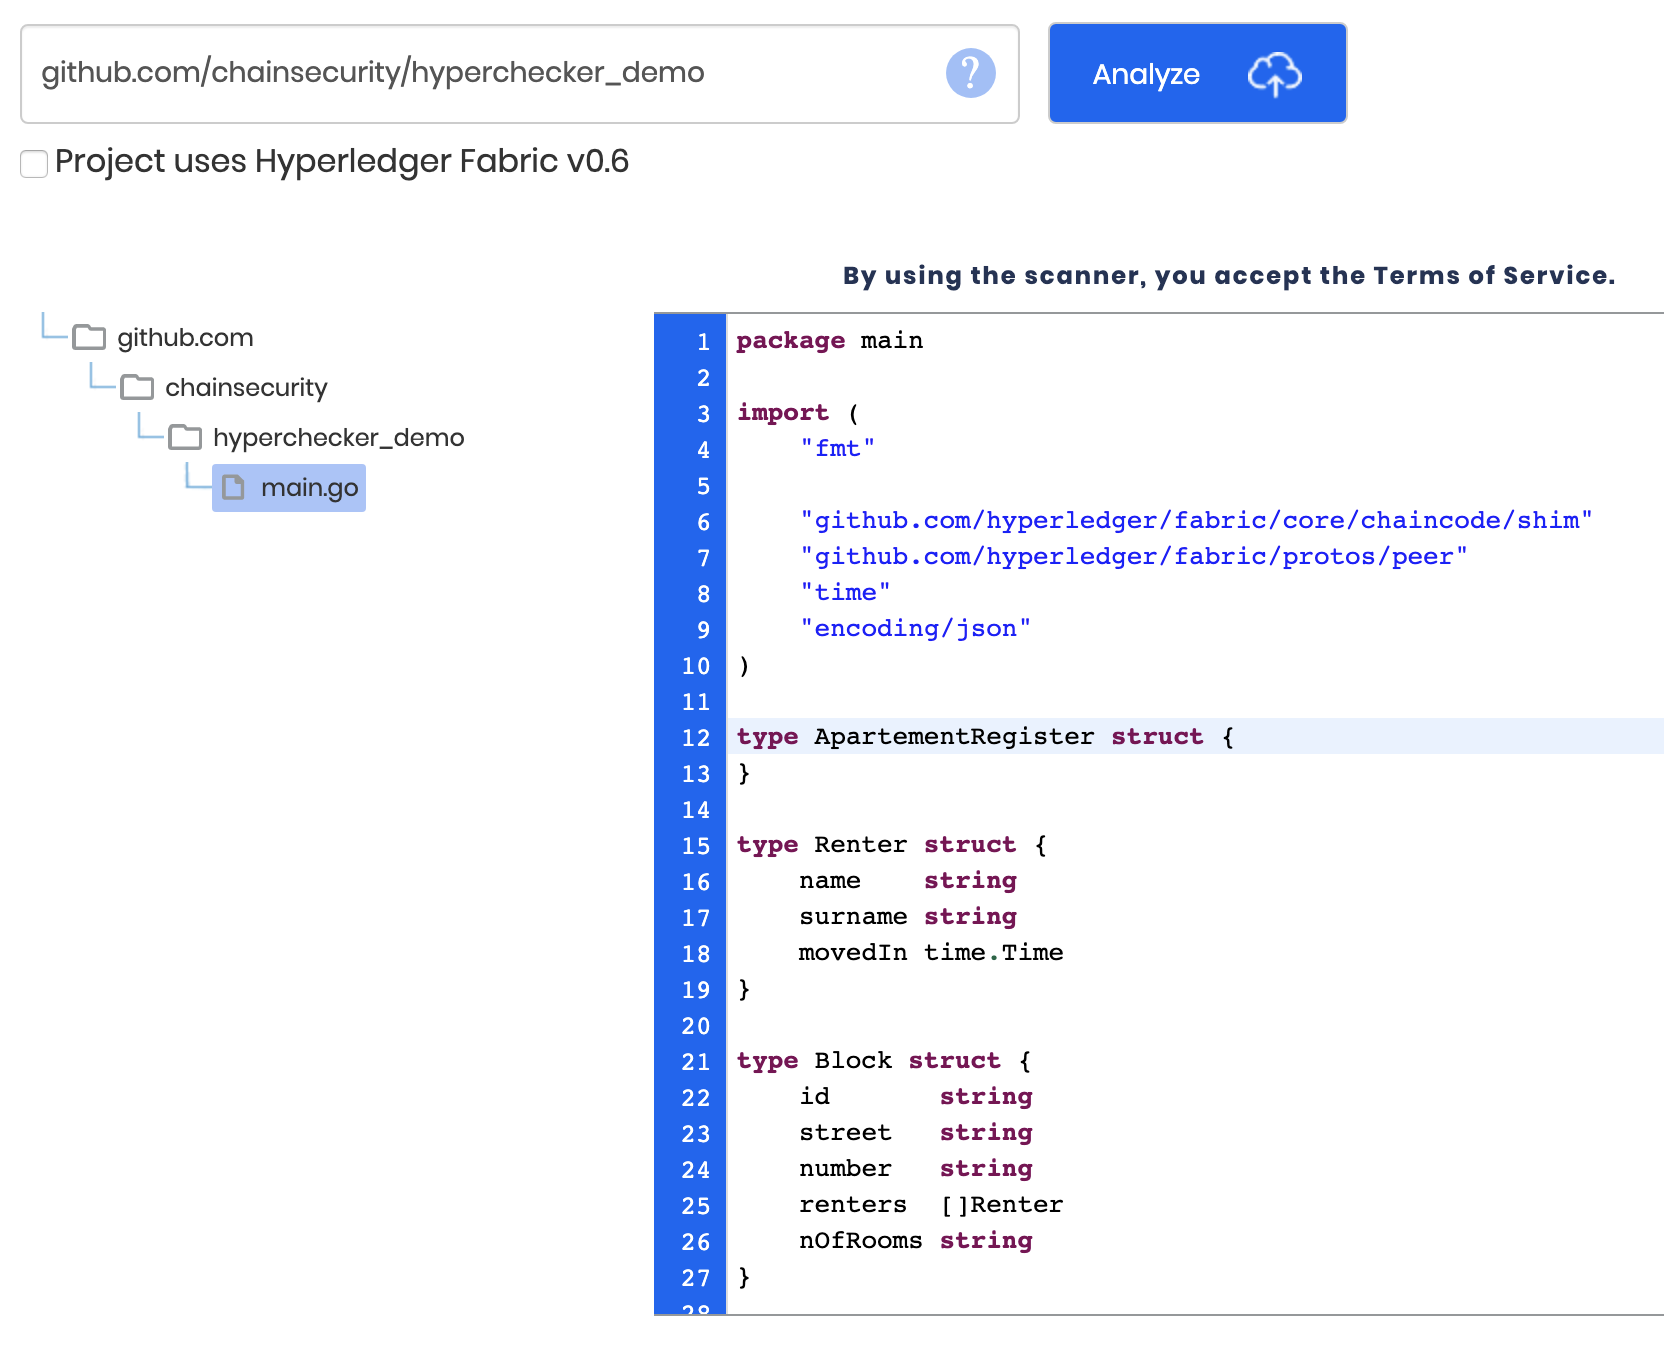 github.com/chainsecurity/hyperchecker_demo ?
Analyze
Project uses Hyperledger Fabric v0.6
By using the scanner, you accept the Terms of Service.
github.com
chainsecurity
hyperchecker_demo
main.go
1 package main
2
3 import (
4 "fmt"
5
6 "github.com/hyperledger/fabric/core/chaincode/shim"
7 "github.com/hyperledger/fabric/protos/peer"
8 "time"
9 "encoding/json"
10 )
11
12 type ApartementRegister struct {
13 }
14
15 type Renter struct {
16 name string
17 surname string
18 movedIn time.Time
19 }
20
21 type Block struct {
22 id string
23 street string
24 number string
25 renters []Renter
26 nOfRooms string
27 }
28